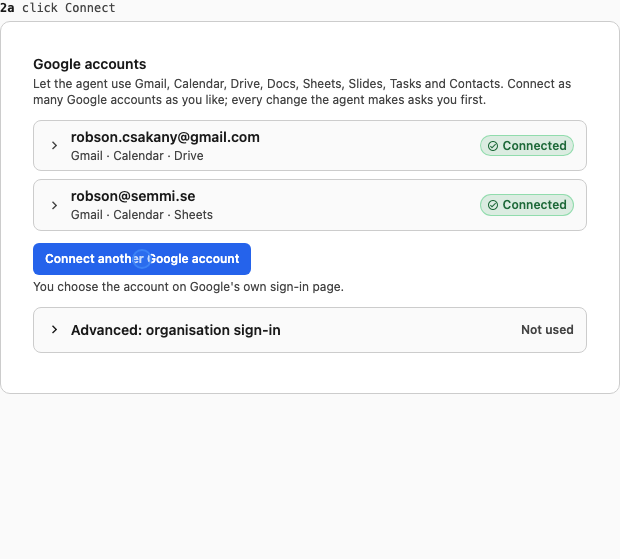 2a click Connect
Google accounts
Let the agent use Gmail, Calendar, Drive, Docs, Sheets, Slides, Tasks and Contacts. Connect as
many Google accounts as you like; every change the agent makes asks you first.
robson.csakany@gmail.com
Gmail · Calendar · Drive
Connected
robson@semmi.se
Gmail · Calendar · Sheets
Connected
Connect another Google account
You choose the account on Google's own sign-in page.
Advanced: organisation sign-in
Not used